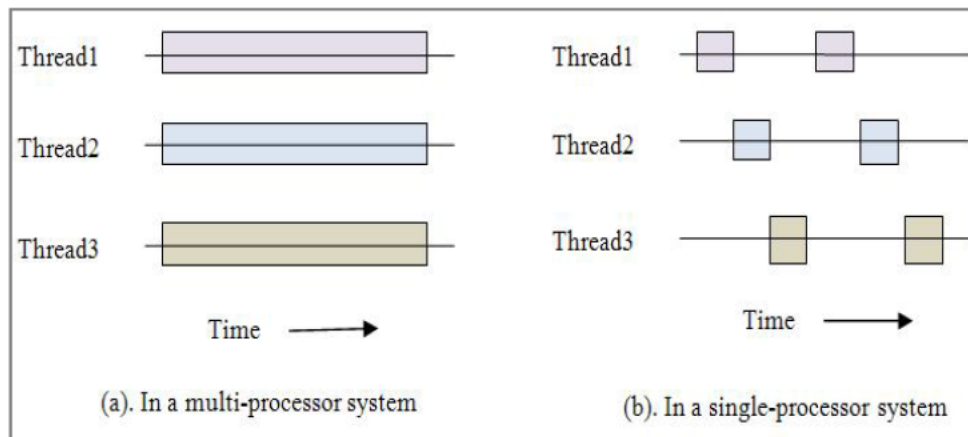 Thread1
Thread2
Thread3
Time
(a). In a multi-processor system
Thread1
Thread2
Thread3
Time
(b). In a single-processor system